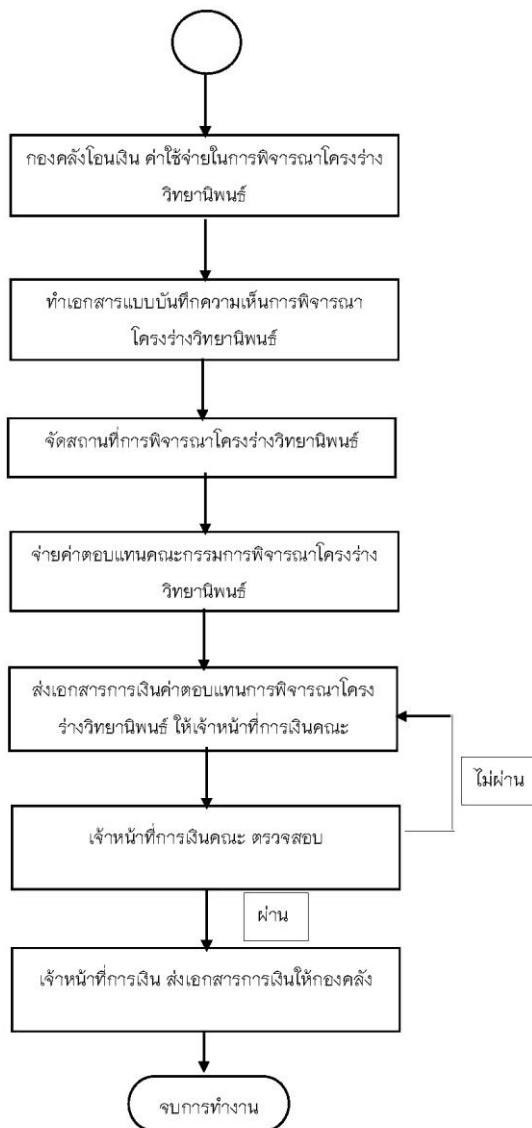 กองคลังโอนเงิน ค่าใช้จ่ายในการพิจารณาโครงร่าง
วิทยานิพนธ์
ทำเอกสารแบบบันทึกความเห็นการพิจารณา
โครงร่างวิทยานิพนธ์
จัดสถานที่การพิจารณาโครงร่างวิทยานิพนธ์
จ่ายค่าตอบแทนคณะกรรมการพิจารณาโครงร่าง
วิทยานิพนธ์
ส่งเอกสารการเงินค่าตอบแทนการพิจารณาโครง
ร่างวิทยานิพนธ์ ให้เจ้าหน้าที่การเงินคณะ
ไม่ผ่าน
เจ้าหน้าที่การเงินคณะ ตรวจสอบ
ผ่าน
เจ้าหน้าที่การเงิน ส่งเอกสารการเงินให้กองคลัง
จบการทำงาน